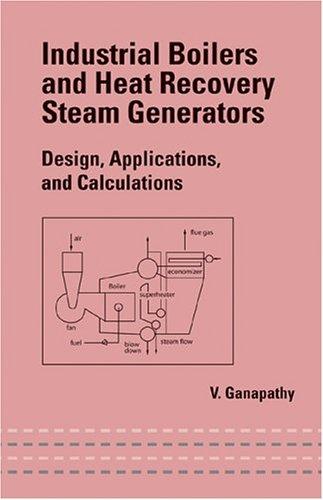 Industrial Boilers
and Heat Recovery
Steam Generators
Design, Applications,
and Calculations
air
flue gas
Boiler
economizer
superheater
fan
fuel
blow
down
steam flow
V. Ganapathy